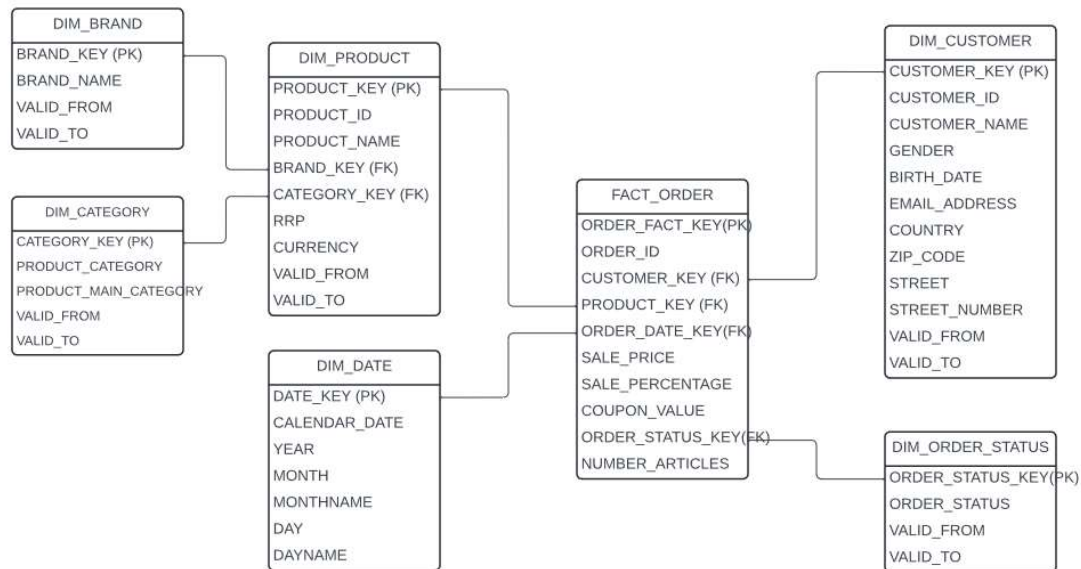 DIM_BRAND
BRAND_KEY (PK)
BRAND_NAME
VALID_FROM
VALID_TO
DIM_CATEGORY
CATEGORY_KEY (PK)
PRODUCT_CATEGORY
PRODUCT_MAIN_CATEGORY
VALID_FROM
VALID_TO
DIM_PRODUCT
PRODUCT_KEY (PK)
PRODUCT_ID
PRODUCT_NAME
BRAND_KEY (FK)
CATEGORY_KEY (FK)
RRP
CURRENCY
VALID_FROM
VALID_TO
DIM_DATE
DATE_KEY (PK)
CALENDAR_DATE
YEAR
MONTH
MONTHNAME
DAY
DAYNAME
FACT_ORDER
ORDER_FACT_KEY(PK)
ORDER_ID
CUSTOMER_KEY (FK)
PRODUCT_KEY (FK)
ORDER_DATE_KEY(FK)
SALE_PRICE
SALE_PERCENTAGE
COUPON_VALUE
ORDER_STATUS_KEY(FK)
NUMBER_ARTICLES
DIM_CUSTOMER
CUSTOMER_KEY (PK)
CUSTOMER_ID
CUSTOMER_NAME
GENDER
BIRTH_DATE
EMAIL_ADDRESS
COUNTRY
ZIP_CODE
STREET
STREET_NUMBER
VALID_FROM
VALID_TO
DIM_ORDER_STATUS
ORDER_STATUS_KEY(PK)
ORDER_STATUS
VALID_FROM
VALID_TO